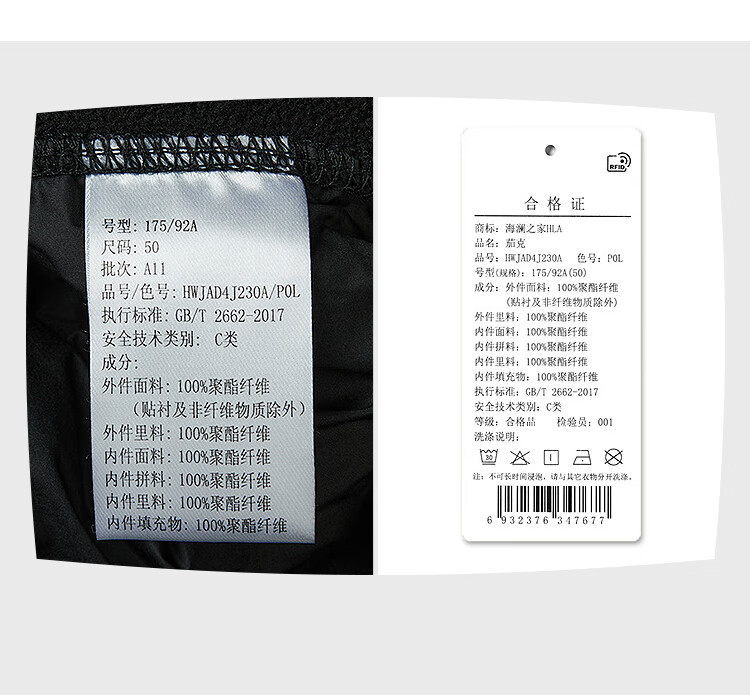 号型: 175/92A
尺码: 50
批次: A11
品号/色号: HWJAD4J230A/P0L
执行标准: GB/T 2662-2017
安全技术类别: C类
成分:
外件面料: 100%聚酯纤维
（贴衬及非纤维物质除外）
外件里料: 100%聚酯纤维
内件面料: 100%聚酯纤维
内件拼料: 100%聚酯纤维
内件里料: 100%聚酯纤维
内件填充物: 100%聚酯纤维
RFID
合格证
商标: 海澜之家HLA
品名: 茄克
品号: HWJAD4J230A 色号: P0L
号型(规格): 175/92A(50)
成分: 外件面料: 100%聚酯纤维
(贴衬及非纤维物质除外)
外件里料: 100%聚酯纤维
内件面料: 100%聚酯纤维
内件拼料: 100%聚酯纤维
内件里料: 100%聚酯纤维
内件填充物: 100%聚酯纤维
执行标准: GB/T 2662-2017
安全技术类别: C类
等级: 合格品 检验员: 001
洗涤说明:
30
注: 不可长时间浸泡, 请与其它衣物分开洗涤.
6 932376 347677